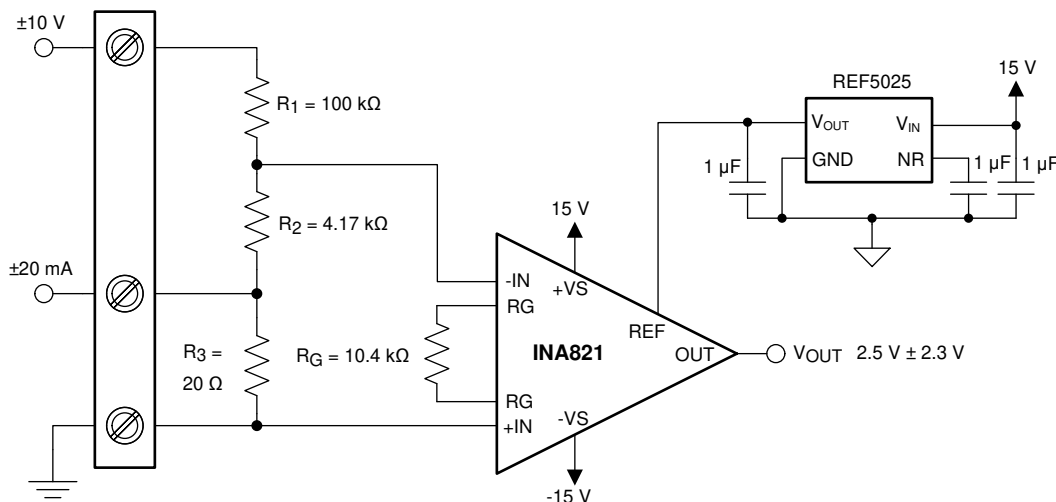 ±10 V
R1 = 100 kΩ
R2 = 4.17 kΩ
±20 mA
R3 =
20 Ω
RG = 10.4 kΩ
-IN
RG
RG
+IN
15 V
+VS
INA821
REF
OUT
-VS
-15 V
VOUT 2.5 V ± 2.3 V
REF5025
VOUT
VIN
GND
NR
15 V
1 µF
1 µF
1 µF